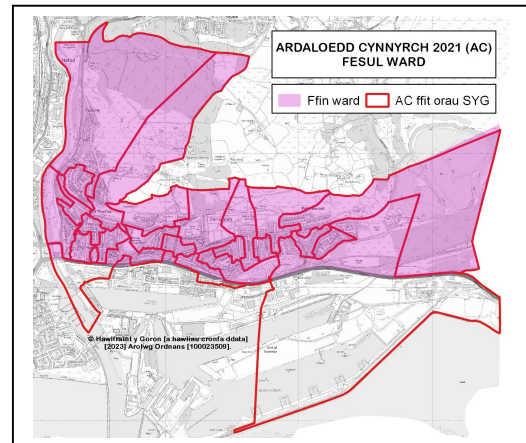 ARDALOEDD CYNNYRCH 2021 (AC)
FESUL WARD
Ffin ward
AC ffit orau SYG
© Hawlfraint y Goron [a hawliau cronfa ddata]
[2023] Arolwg Ordnans [100023509].